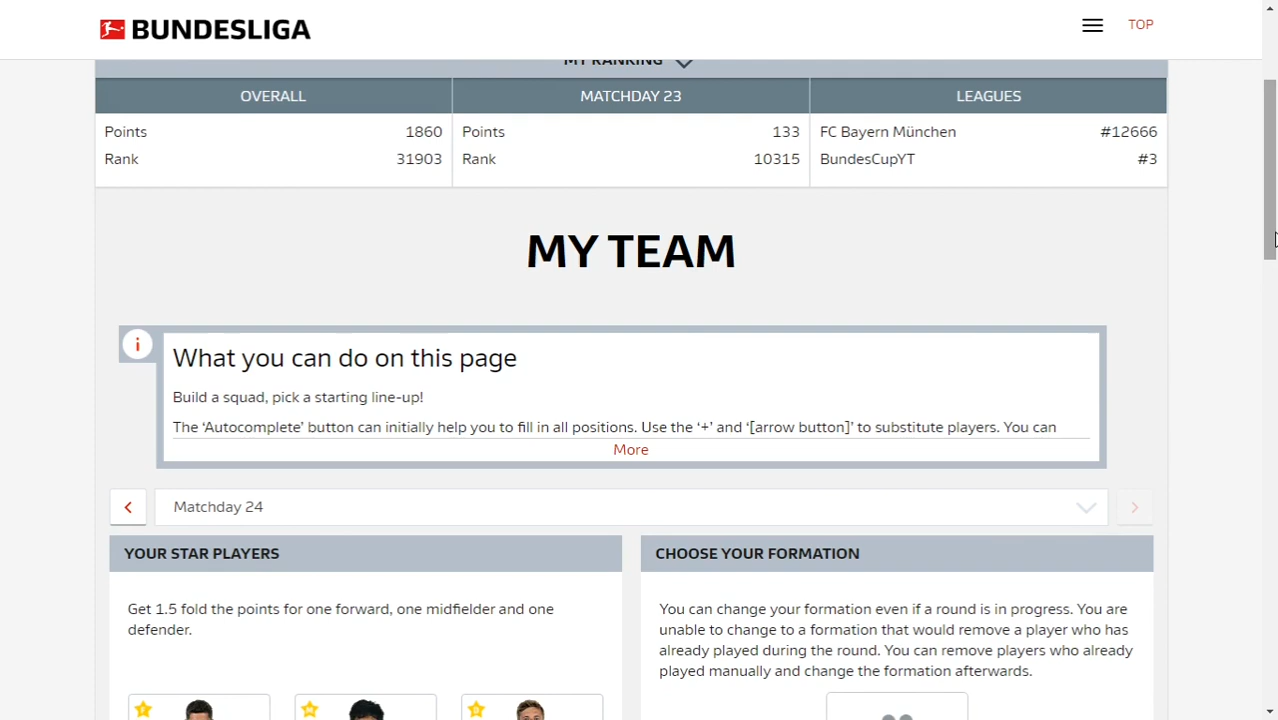 BUNDESLIGA
TOP
MY RANKING
OVERALL
MATCHDAY 23
LEAGUES
Points 1860
Points 133
FC Bayern München #12666
Rank 31903
Rank 10315
BundesCupYT #3
MY TEAM
i
What you can do on this page
Build a squad, pick a starting line-up!
The ‘Autocomplete’ button can initially help you to fill in all positions. Use the ‘+’ and ‘[arrow button]’ to substitute players. You can
More
Matchday 24
YOUR STAR PLAYERS
Get 1.5 fold the points for one forward, one midfielder and one
defender.
CHOOSE YOUR FORMATION
You can change your formation even if a round is in progress. You are
unable to change to a formation that would remove a player who has
already played during the round. You can remove players who already
played manually and change the formation afterwards.